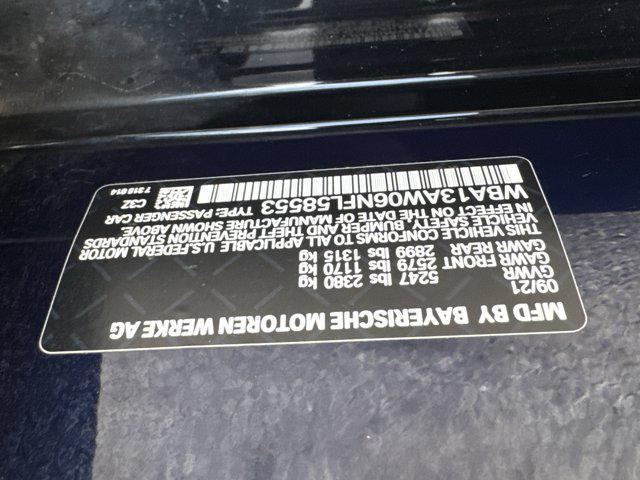 MFD BY BAYERISCHE MOTOREN WERKE AG
09/21
GVWR 5247 lbs 2380 kg
GAWR FRONT 2579 lbs 1170 kg
GAWR REAR 2899 lbs 1315 kg
THIS VEHICLE CONFORMS TO ALL APPLICABLE U.S.FEDERAL MOTOR
VEHICLE SAFETY, BUMPER AND THEFT PREVENTION STANDARDS
IN EFFECT ON THE DATE OF MANUFACTURE SHOWN ABOVE.
WBA13AW06NFL58553 TYPE: PASSENGER CAR
C3Z
7318014